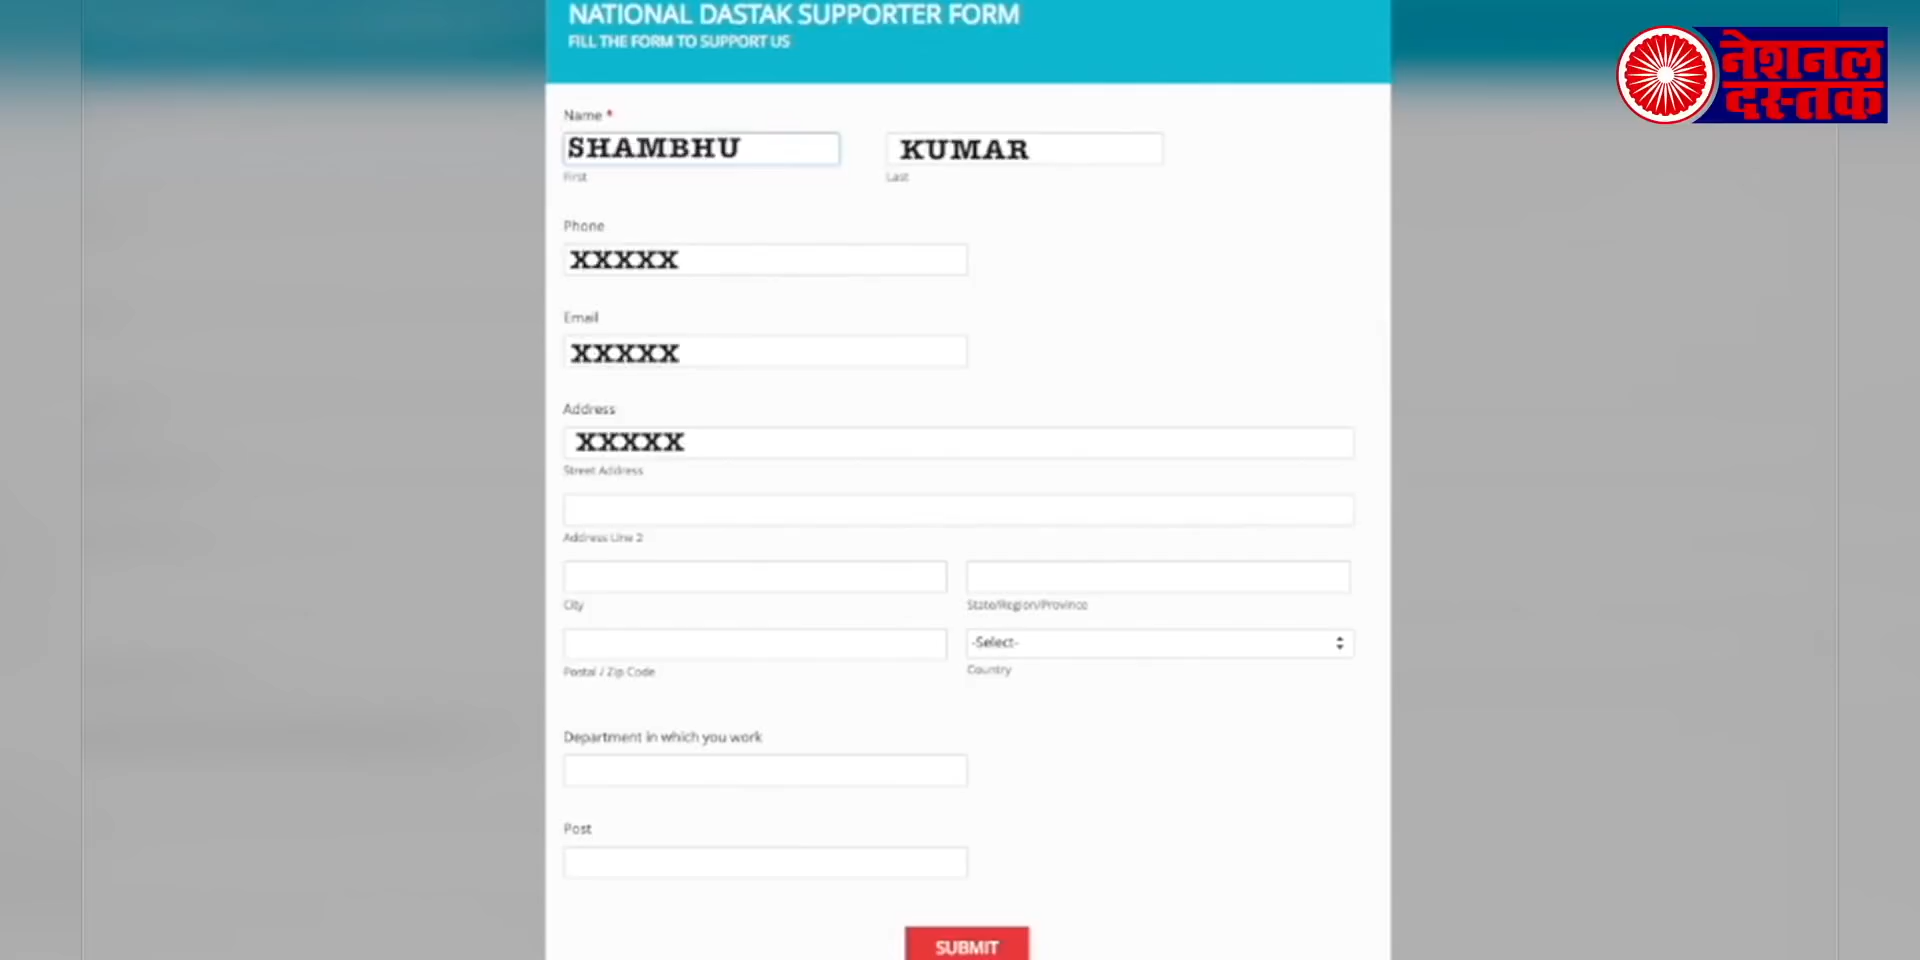 NATIONAL DASTAK SUPPORTER FORM
FILL THE FORM TO SUPPORT US
नेशनल
दस्तक
Name *
SHAMBHU KUMAR
First Last
Phone
XXXXX
Email
XXXXX
Address
XXXXX
Street Address
Address Line 2
City State/Region/Province
-Select-
Postal / Zip Code Country
Department in which you work
Post
SUBMIT